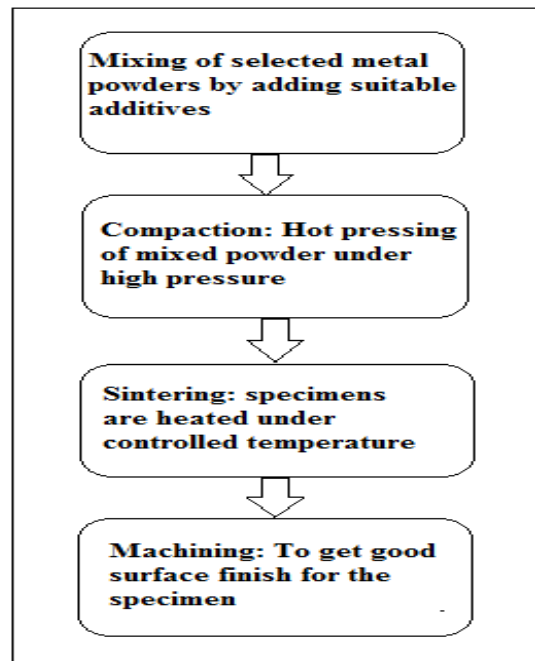 Mixing of selected metal
powders by adding suitable
additives
Compaction: Hot pressing
of mixed powder under
high pressure
Sintering: specimens
are heated under
controlled temperature
Machining: To get good
surface finish for the
specimen